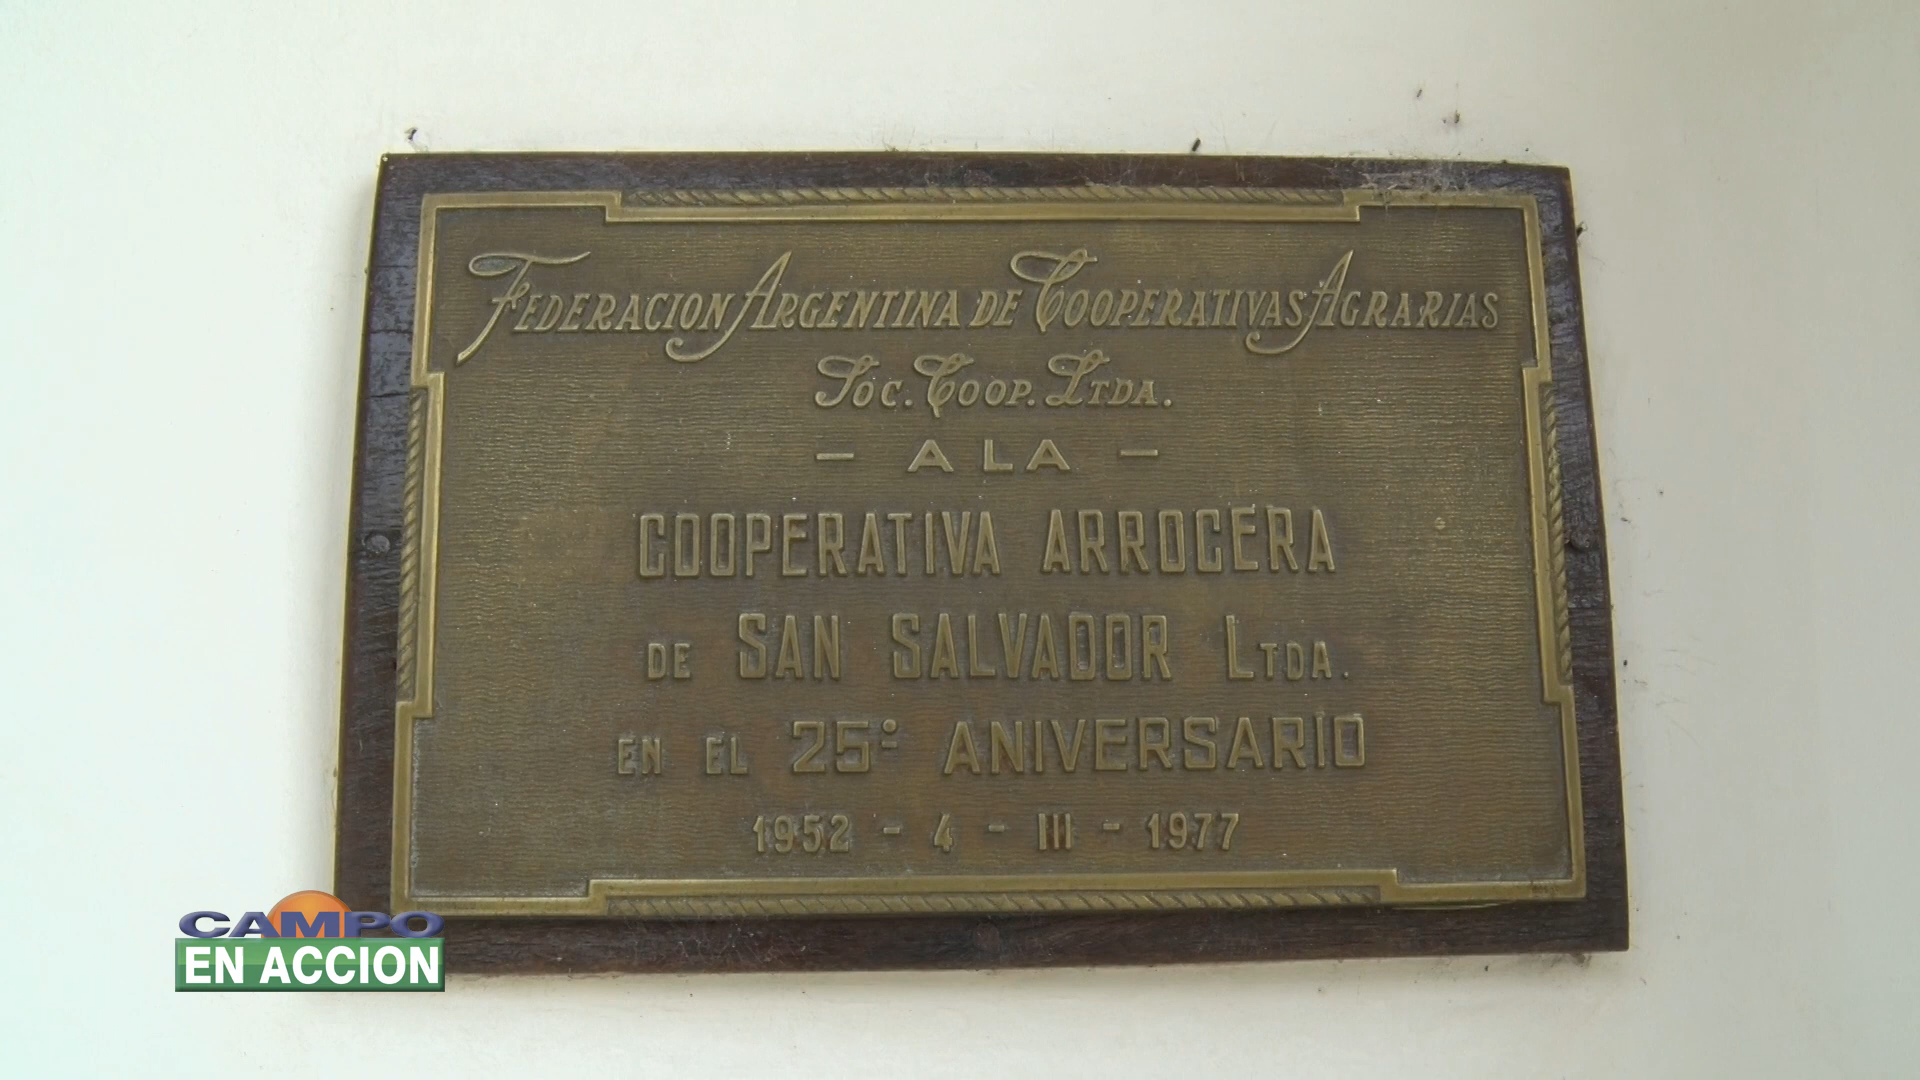 FEDERACION ARGENTINA DE COOPERATIVAS AGRARIAS
SOC. COOP. LTDA.
- A LA -
COOPERATIVA ARROCERA
DE SAN SALVADOR LTDA.
EN EL 25º ANIVERSARIO
1952 - 4 - III - 1977
CAMPO
EN ACCION